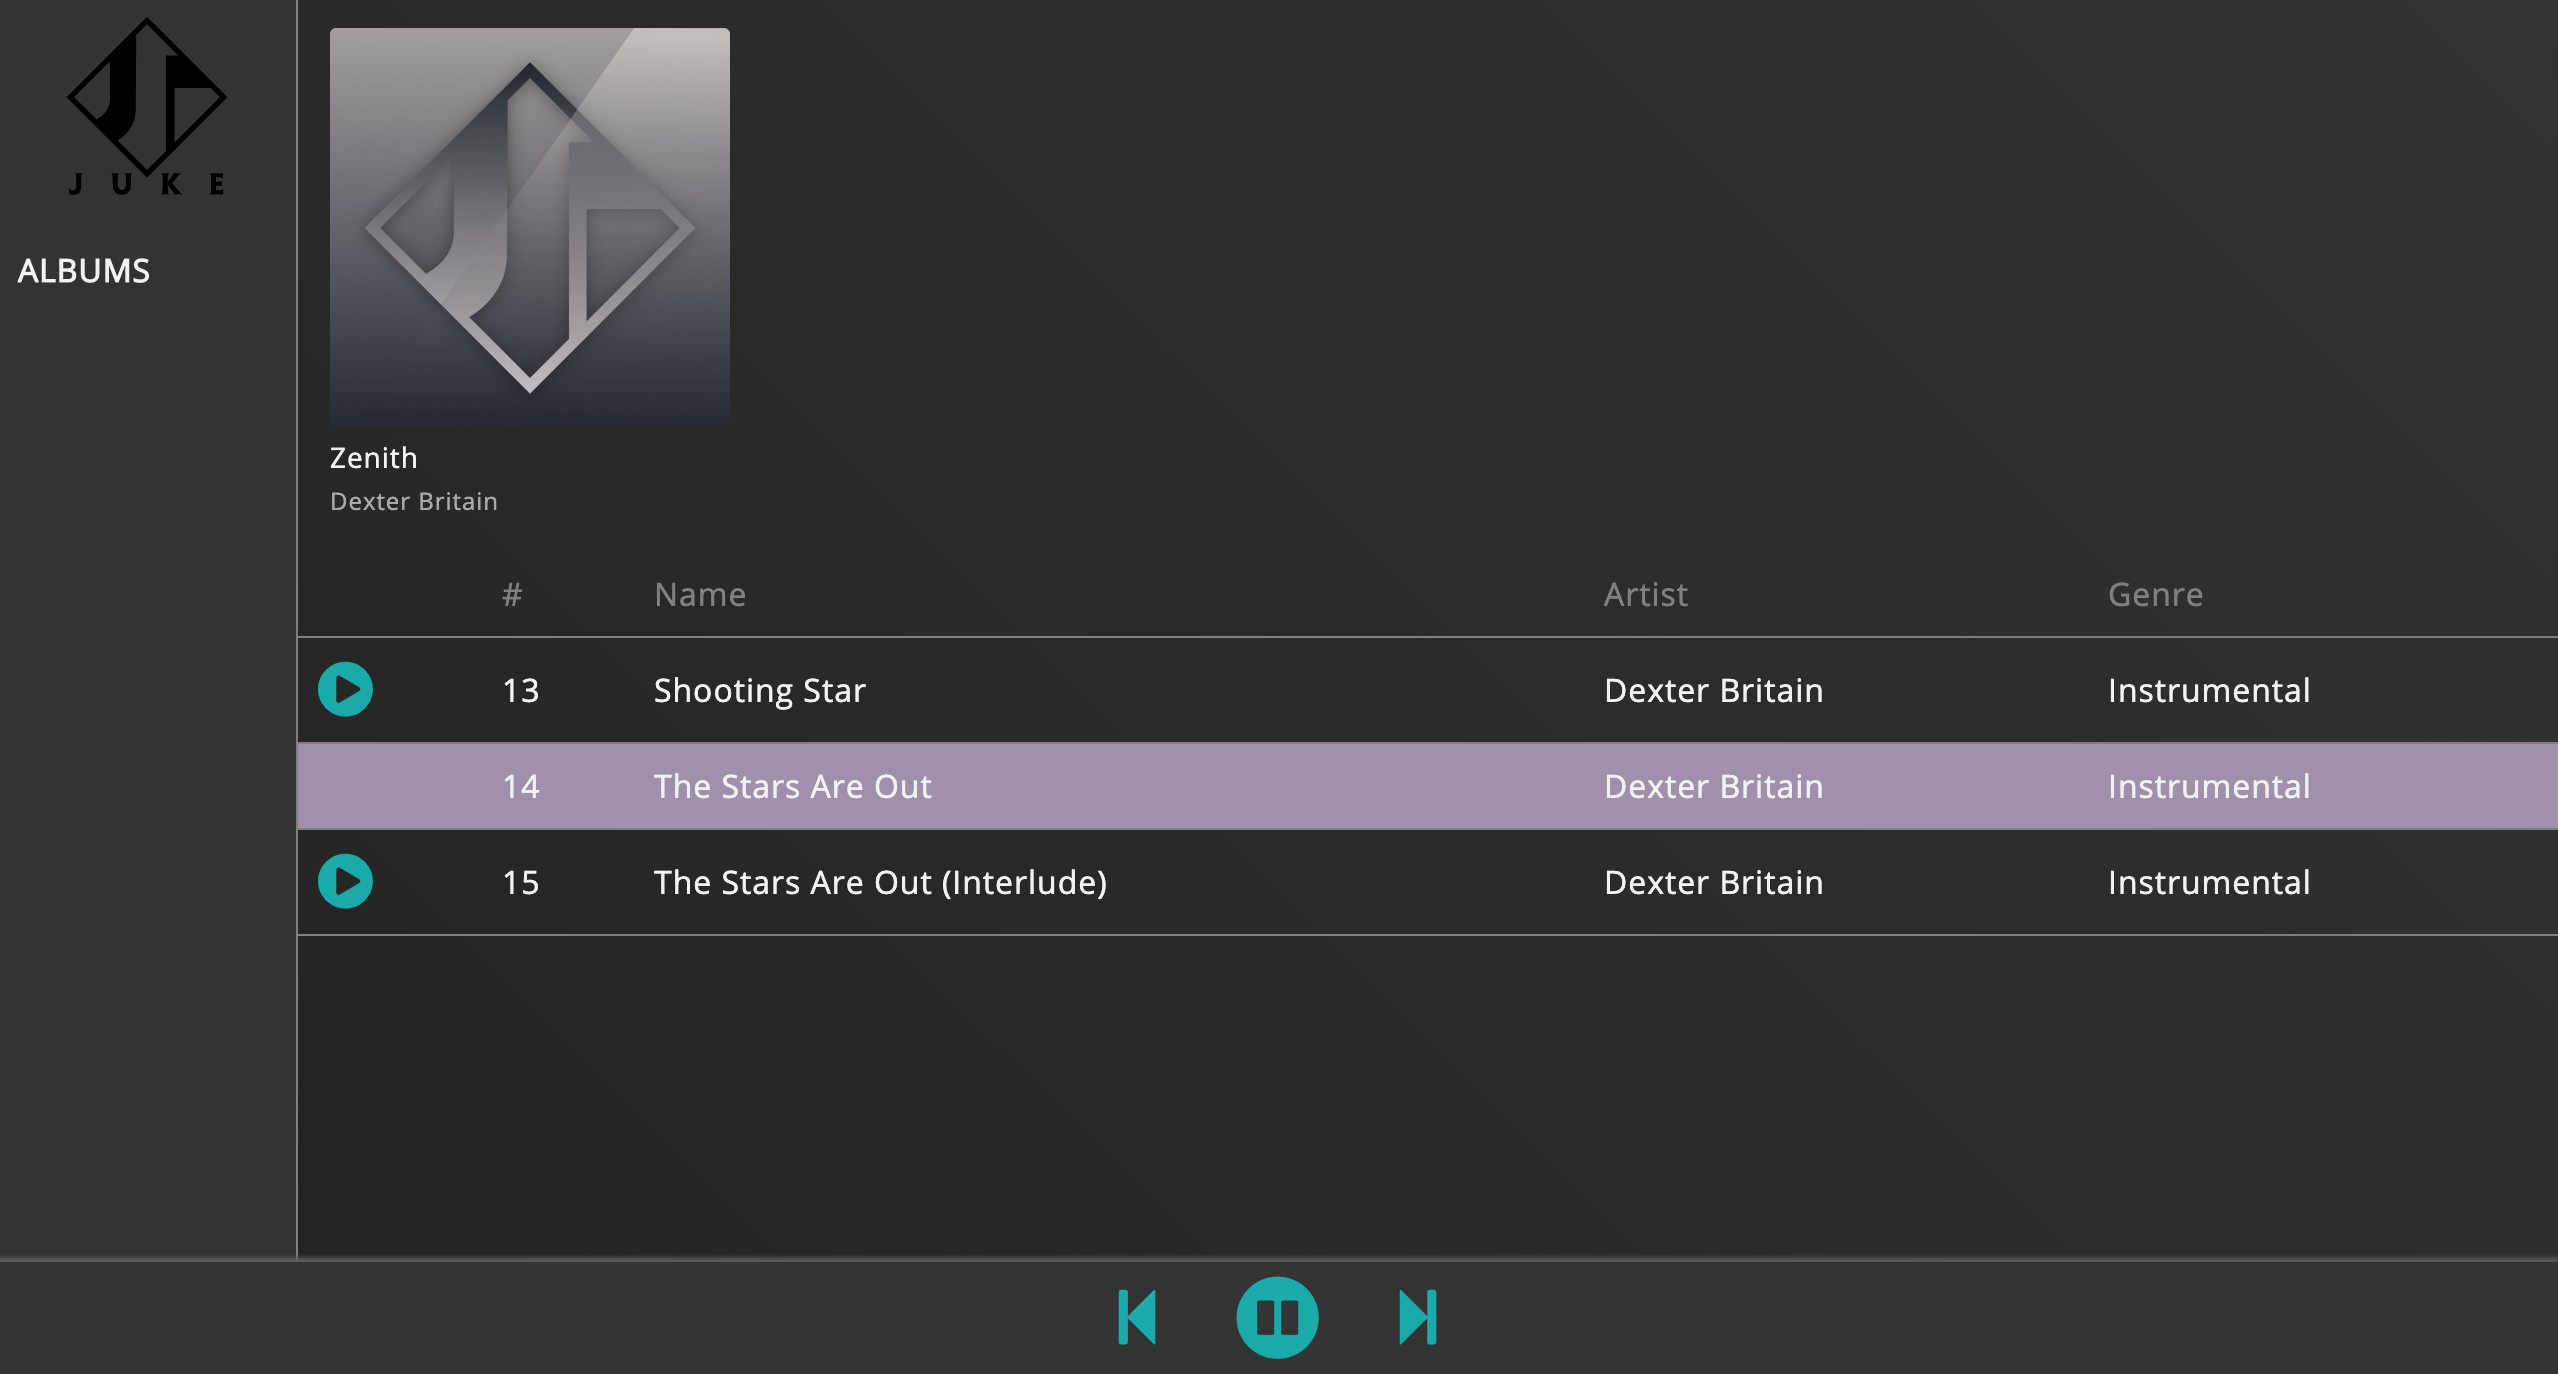 JUKE
ALBUMS
Zenith
Dexter Britain
# Name Artist Genre
13 Shooting Star Dexter Britain Instrumental
14 The Stars Are Out Dexter Britain Instrumental
15 The Stars Are Out (Interlude) Dexter Britain Instrumental